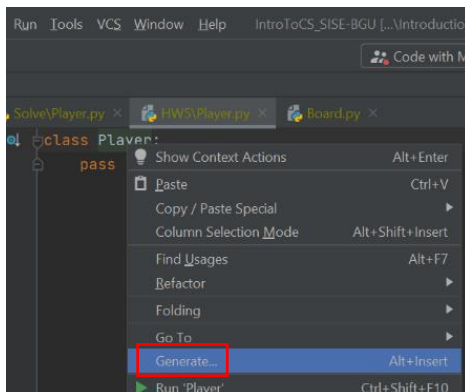 Run Tools VCS Window Help IntroToCS_SISE-BGU [...\Introductio
Code with M
Solve\Player.py × HW5\Player.py × Board.py ×
class Player:
pass
Show Context Actions Alt+Enter
Paste Ctrl+V
Copy / Paste Special
Column Selection Mode Alt+Shift+Insert
Find Usages Alt+F7
Refactor
Folding
Go To
Generate... Alt+Insert
Run 'Player' Ctrl+Shift+F10